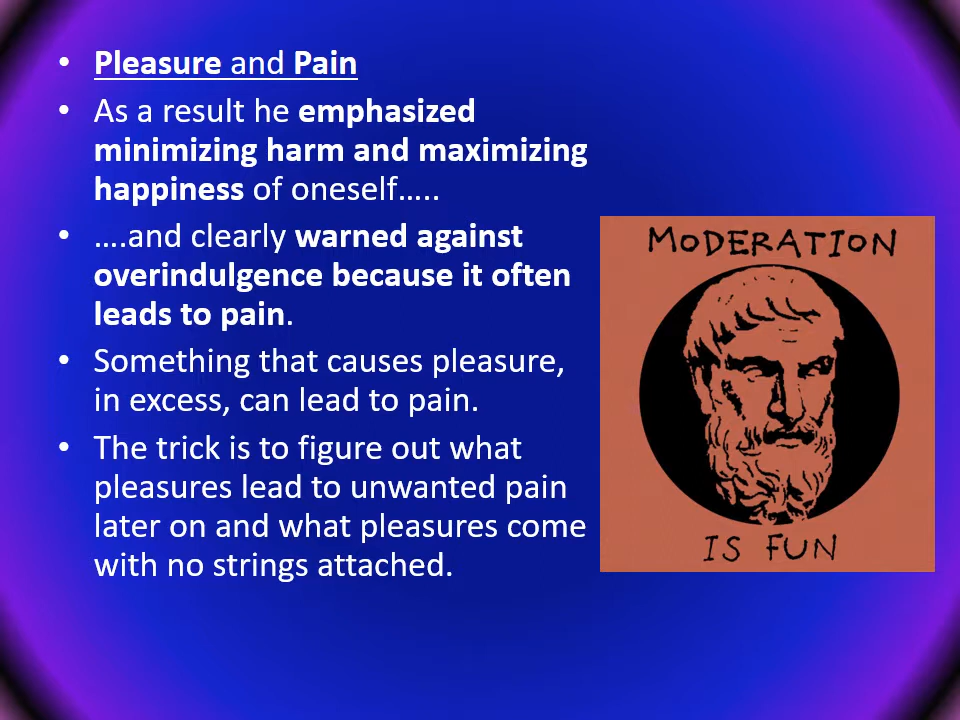 • Pleasure and Pain
• As a result he emphasized
minimizing harm and maximizing
happiness of oneself…..
• ….and clearly warned against
overindulgence because it often
leads to pain.
• Something that causes pleasure,
in excess, can lead to pain.
• The trick is to figure out what
pleasures lead to unwanted pain
later on and what pleasures come
with no strings attached.
MODERATION
IS FUN